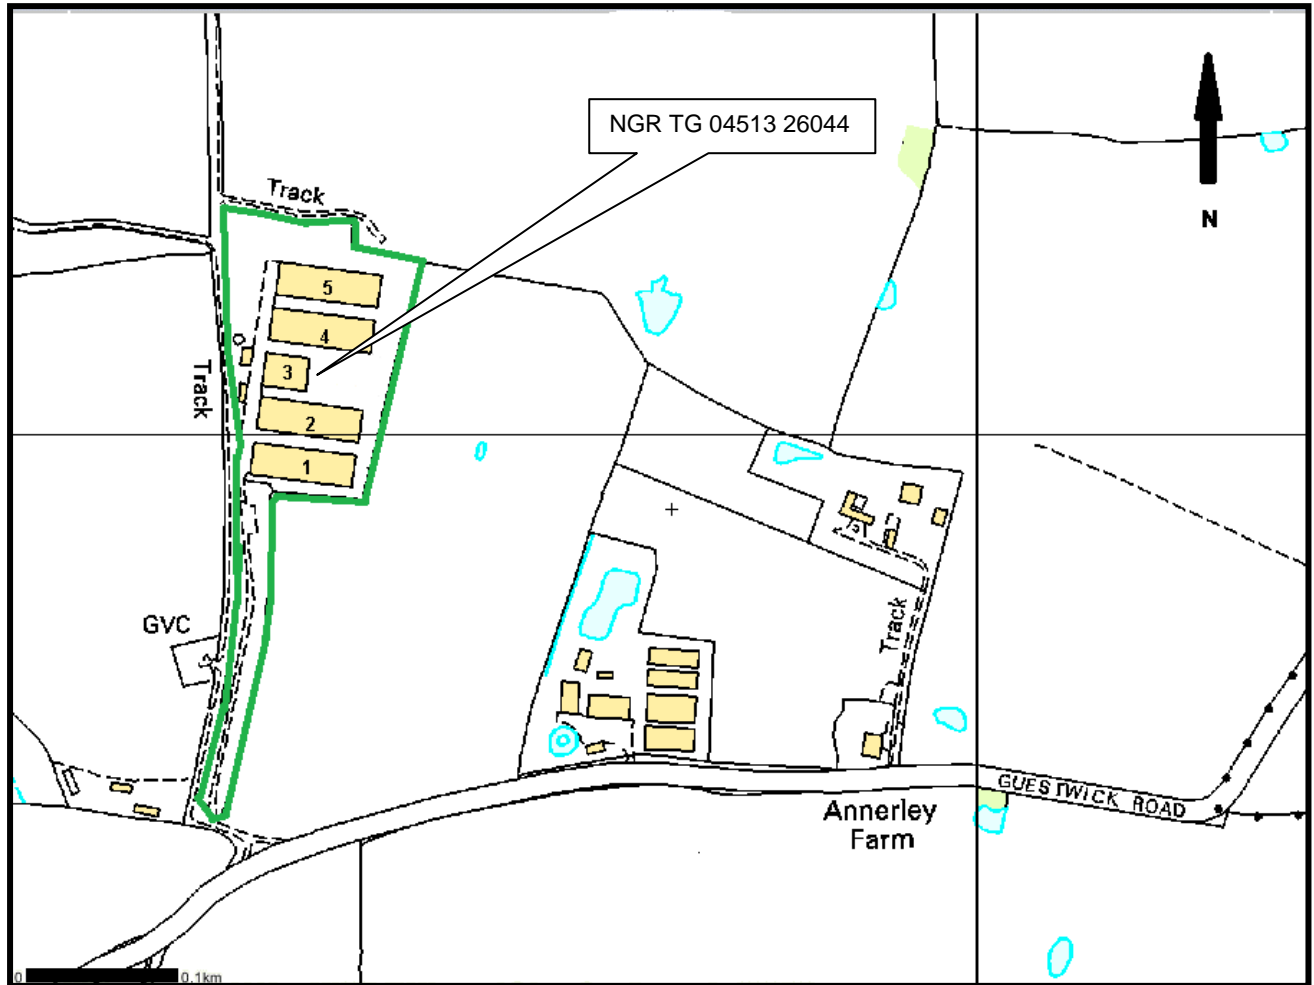 NGR TG 04513 26044
N
Track
5
4
3
Track
2
1
GVC
Track
GUESTWICK ROAD
Annerley
Farm
0 0.1km